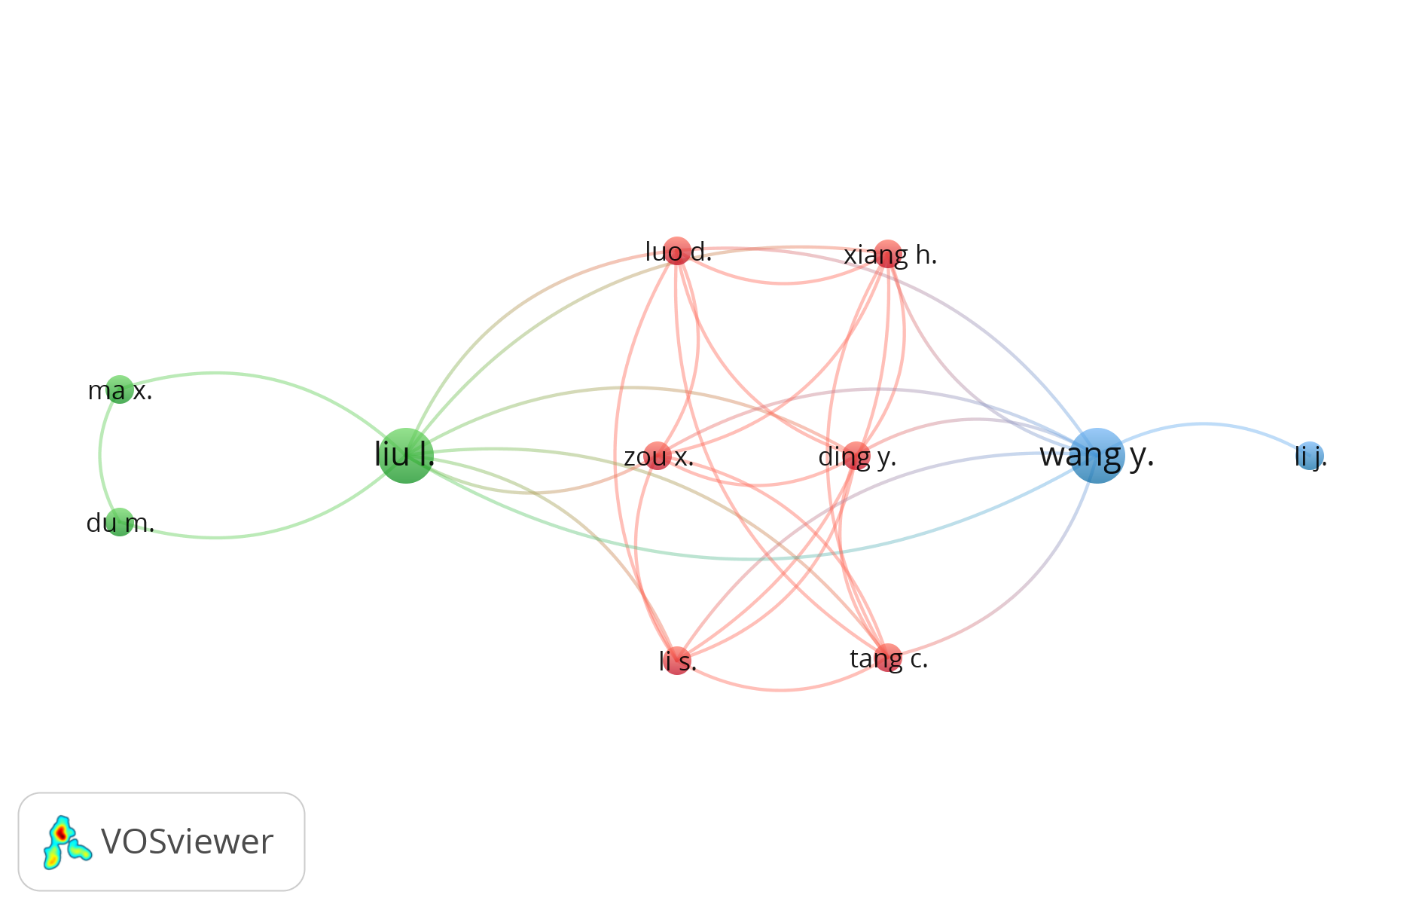 luo d.
xiang h.
ma x.
liu l.
zou x.
ding y.
wang y.
li j.
du m.
li s.
tang c.
VOSviewer